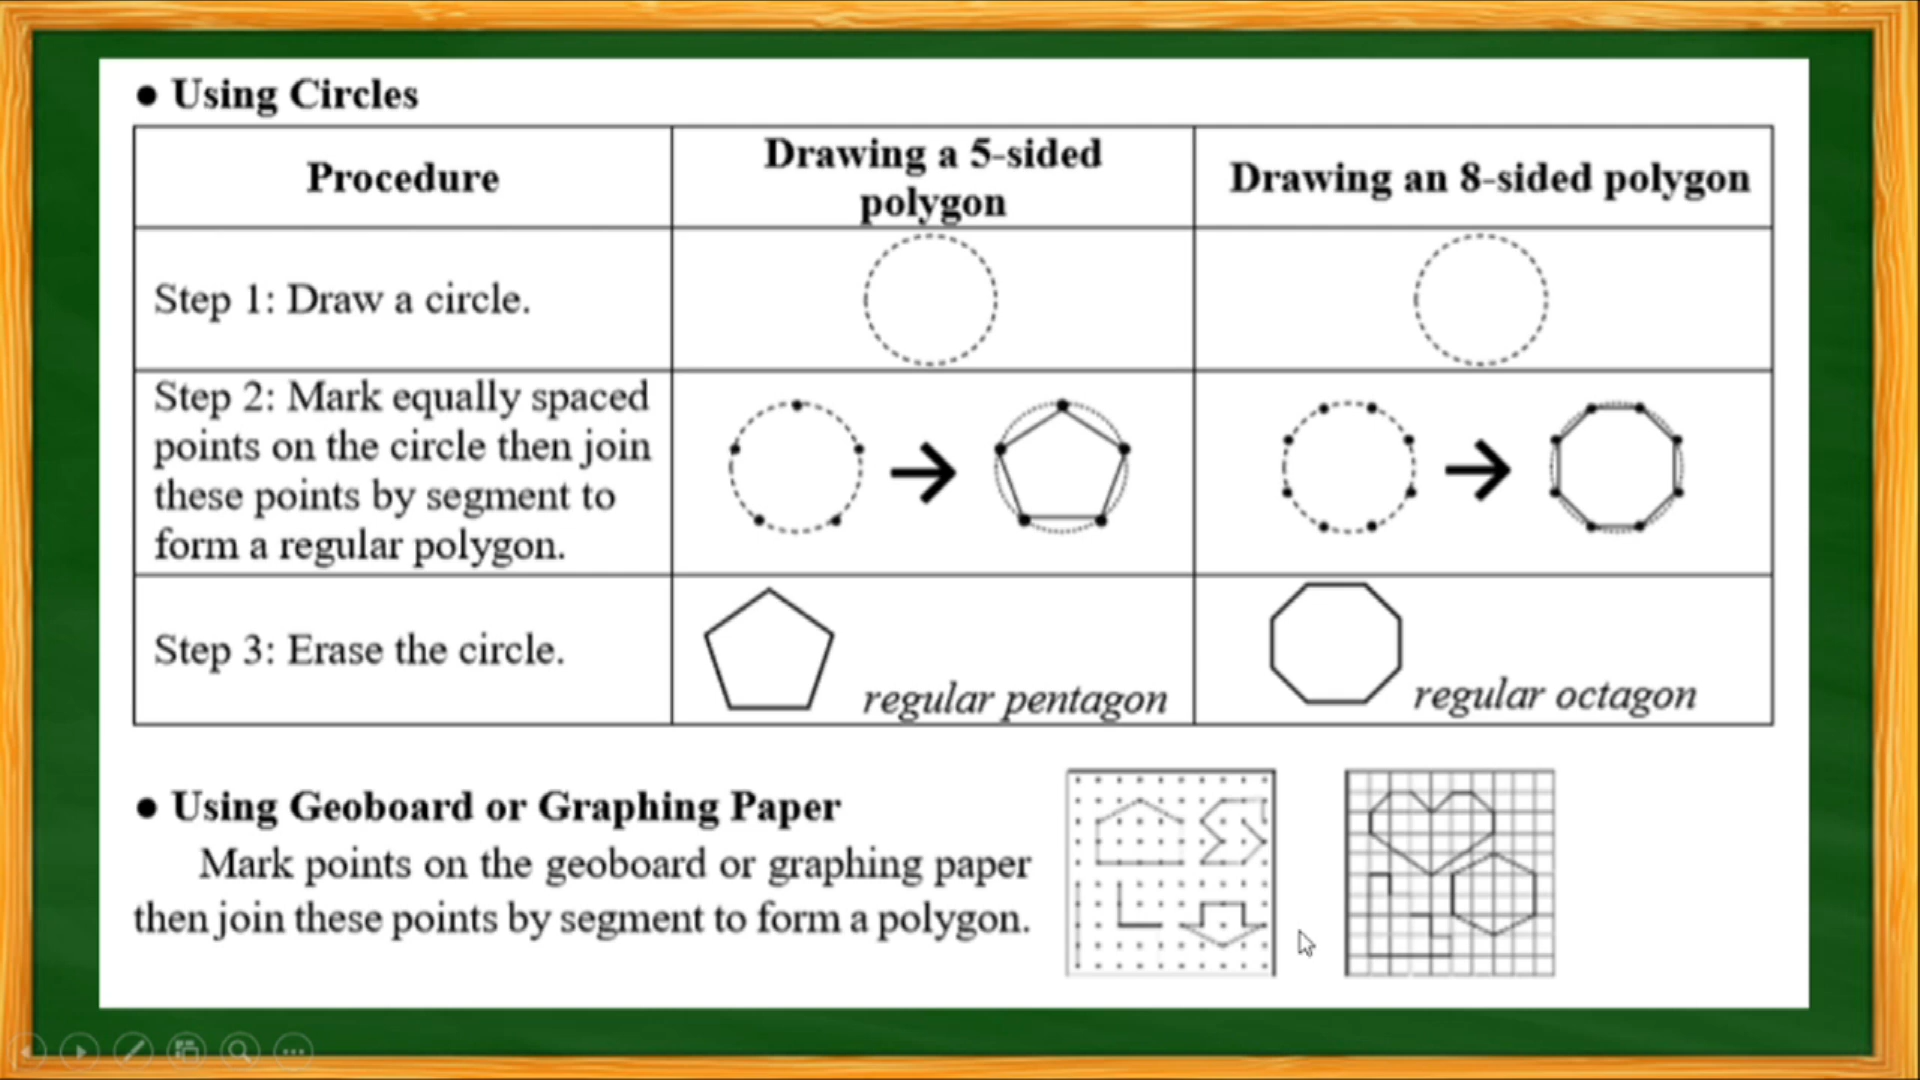 ● Using Circles
Procedure
Drawing a 5-sided
polygon
Drawing an 8-sided polygon
Step 1: Draw a circle.
Step 2: Mark equally spaced
points on the circle then join
these points by segment to
form a regular polygon.
Step 3: Erase the circle.
regular pentagon
regular octagon
● Using Geoboard or Graphing Paper
Mark points on the geoboard or graphing paper
then join these points by segment to form a polygon.